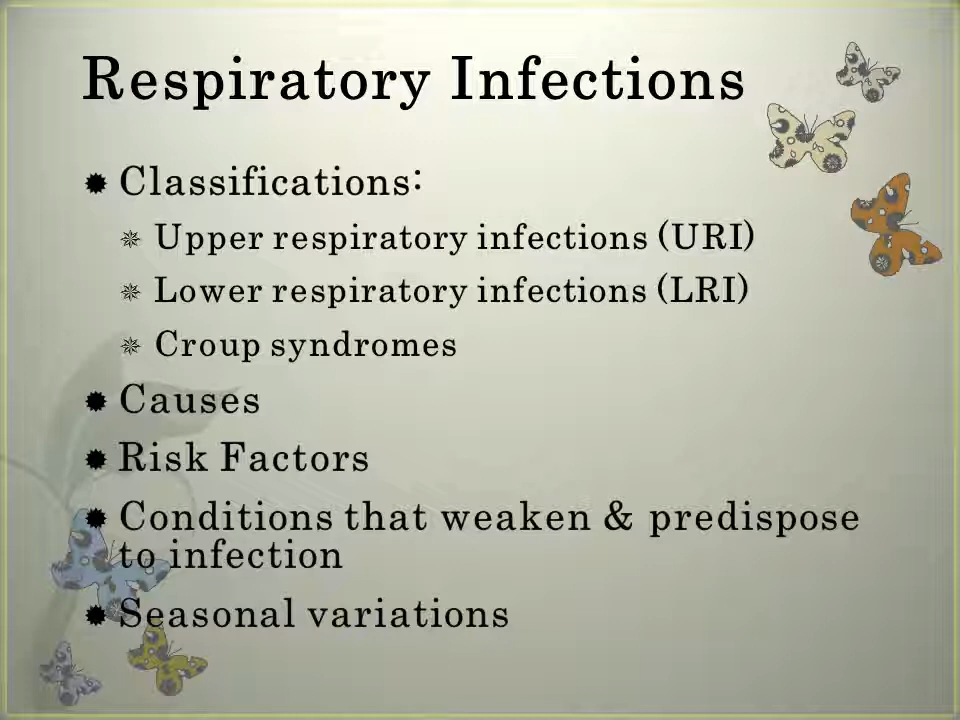 Respiratory Infections
Classifications:
Upper respiratory infections (URI)
Lower respiratory infections (LRI)
Croup syndromes
Causes
Risk Factors
Conditions that weaken & predispose
to infection
Seasonal variations